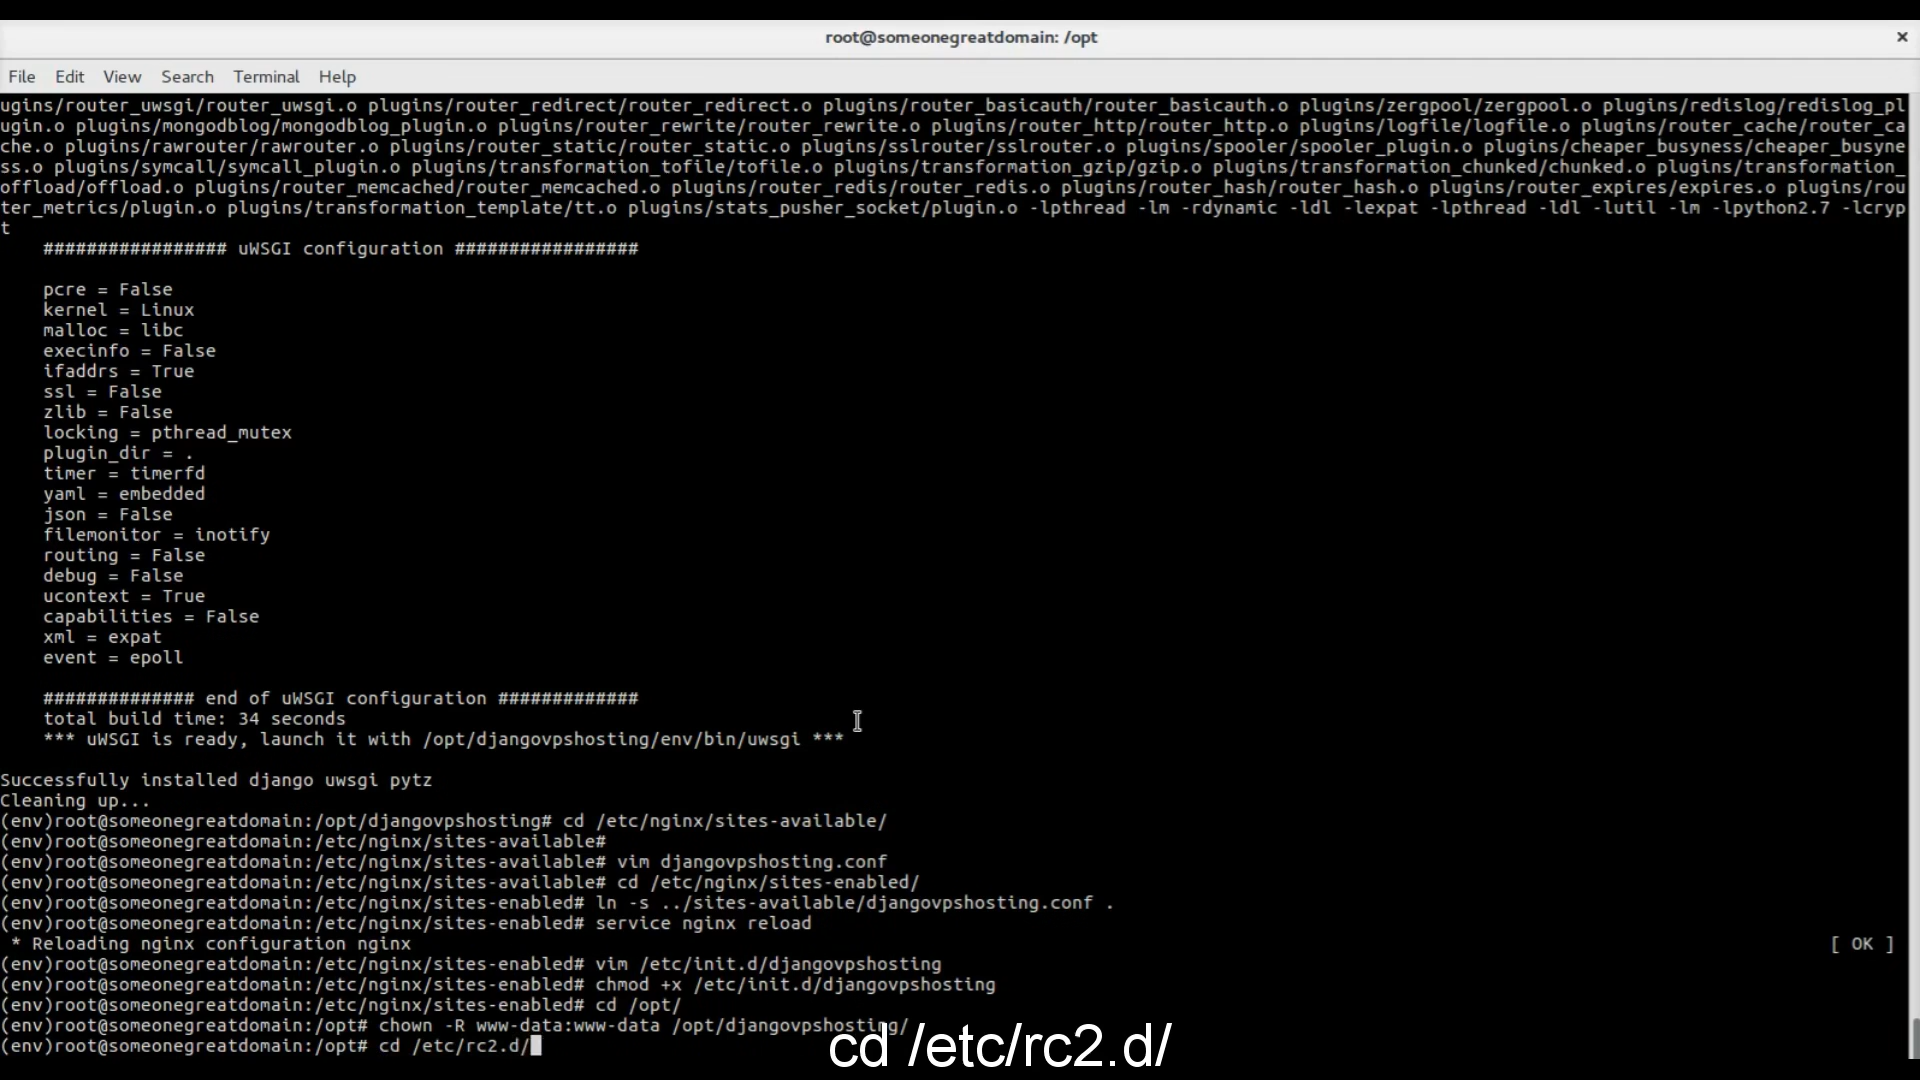 root@someonegreatdomain: /opt
×
File Edit View Search Terminal Help
ugins/router_uwsgi/router_uwsgi.o plugins/router_redirect/router_redirect.o plugins/router_basicauth/router_basicauth.o plugins/zergpool/zergpool.o plugins/redislog/redislog_pl
ugin.o plugins/mongodblog/mongodblog_plugin.o plugins/router_rewrite/router_rewrite.o plugins/router_http/router_http.o plugins/logfile/logfile.o plugins/router_cache/router_ca
che.o plugins/rawrouter/rawrouter.o plugins/router_static/router_static.o plugins/sslrouter/sslrouter.o plugins/spooler/spooler_plugin.o plugins/cheaper_busyness/cheaper_busyne
ss.o plugins/symcall/symcall_plugin.o plugins/transformation_tofile/tofile.o plugins/transformation_gzip/gzip.o plugins/transformation_chunked/chunked.o plugins/transformation_
offload/offload.o plugins/router_memcached/router_memcached.o plugins/router_redis/router_redis.o plugins/router_hash/router_hash.o plugins/router_expires/expires.o plugins/rou
ter_metrics/plugin.o plugins/transformation_template/tt.o plugins/stats_pusher_socket/plugin.o -lpthread -lm -rdynamic -ldl -lexpat -lpthread -ldl -lutil -lm -lpython2.7 -lcryp
t
################# uWSGI configuration #################
pcre = False
kernel = Linux
malloc = libc
execinfo = False
ifaddrs = True
ssl = False
zlib = False
locking = pthread_mutex
plugin_dir = .
timer = timerfd
yaml = embedded
json = False
filemonitor = inotify
routing = False
debug = False
ucontext = True
capabilities = False
xml = expat
event = epoll
############## end of uWSGI configuration #############
total build time: 34 seconds
*** uWSGI is ready, launch it with /opt/djangovpshosting/env/bin/uwsgi ***
Successfully installed django uwsgi pytz
Cleaning up...
(env)root@someonegreatdomain:/opt/djangovpshosting# cd /etc/nginx/sites-available/
(env)root@someonegreatdomain:/etc/nginx/sites-available#
(env)root@someonegreatdomain:/etc/nginx/sites-available# vim djangovpshosting.conf
(env)root@someonegreatdomain:/etc/nginx/sites-available# cd /etc/nginx/sites-enabled/
(env)root@someonegreatdomain:/etc/nginx/sites-enabled# ln -s ../sites-available/djangovpshosting.conf .
(env)root@someonegreatdomain:/etc/nginx/sites-enabled# service nginx reload
* Reloading nginx configuration nginx [ OK ]
(env)root@someonegreatdomain:/etc/nginx/sites-enabled# vim /etc/init.d/djangovpshosting
(env)root@someonegreatdomain:/etc/nginx/sites-enabled# chmod +x /etc/init.d/djangovpshosting
(env)root@someonegreatdomain:/etc/nginx/sites-enabled# cd /opt/
(env)root@someonegreatdomain:/opt# chown -R www-data:www-data /opt/djangovpshosting/
(env)root@someonegreatdomain:/opt# cd /etc/rc2.d/
cd /etc/rc2.d/